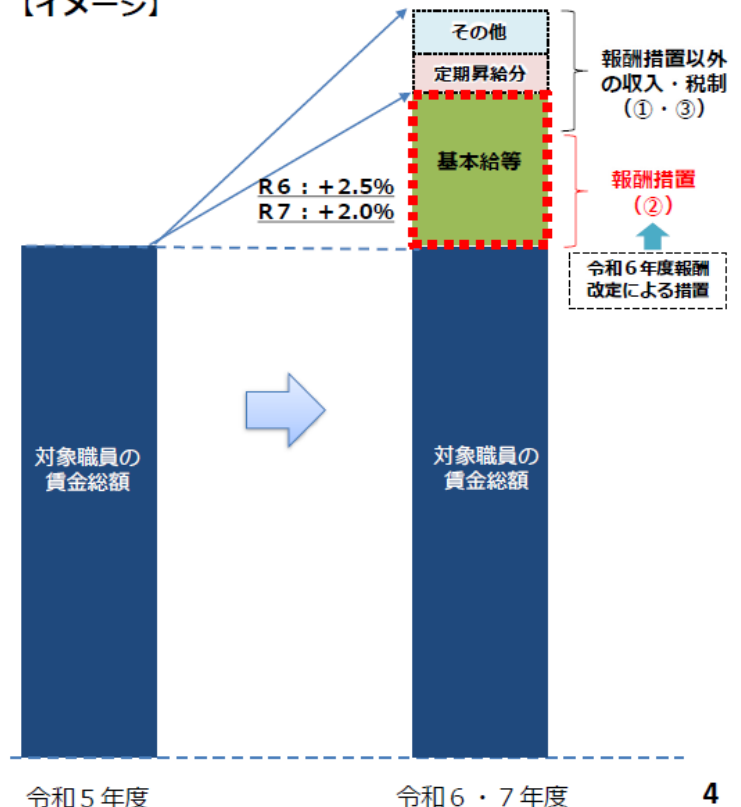 【イメージ】
その他
定期昇給分
基本給等
報酬措置以外
の収入・税制
（①・③）
R６：+2.5%
R７：+2.0%
報酬措置
（②）
令和６年度報酬
改定による措置
対象職員の
賃金総額
対象職員の
賃金総額
令和５年度
令和６・７年度
4